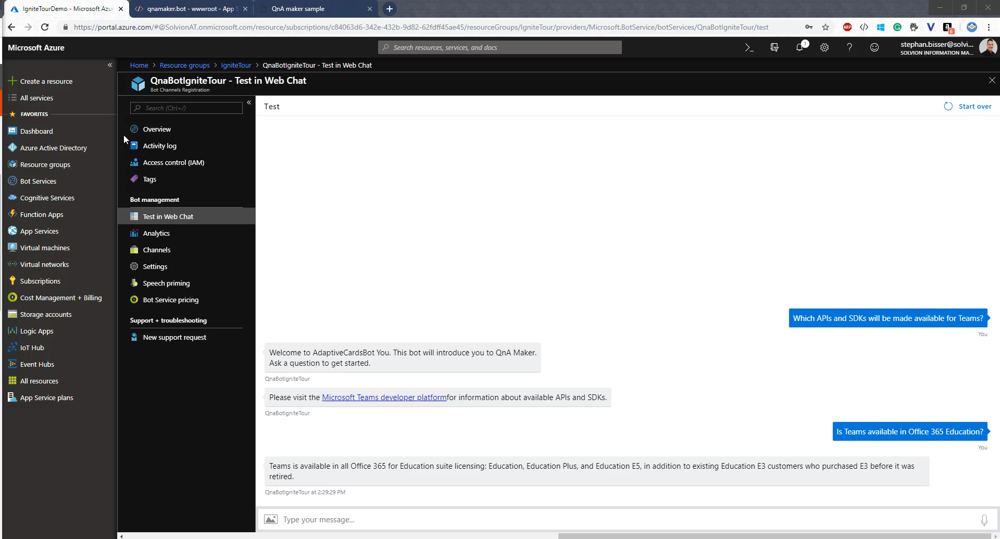 IgniteTourDemo - Microsoft Azur
qnamaker.bot - wwwroot - App S
QnA maker sample
https://portal.azure.com/#@SolvionAT.onmicrosoft.com/resource/subscriptions/c84063d6-342e-432b-9d82-62fdff45ae45/resourceGroups/IgniteTour/providers/Microsoft.BotService/botServices/QnaBotIgniteTour/test
ABP
6
Microsoft Azure
Search resources, services, and docs
1
stephan.bisser@solvi...
SOLVION INFORMATION MA...
Home > Resource groups > IgniteTour > QnaBotIgniteTour - Test in Web Chat
QnaBotIgniteTour - Test in Web Chat
Bot Channels Registration
Create a resource
All services
FAVORITES
Dashboard
Azure Active Directory
Resource groups
Bot Services
Cognitive Services
Function Apps
App Services
Virtual machines
Virtual networks
Subscriptions
Cost Management + Billing
Storage accounts
Logic Apps
IoT Hub
Event Hubs
All resources
App Service plans
Search (Ctrl+/)
Overview
Activity log
Access control (IAM)
Tags
Bot management
Test in Web Chat
Analytics
Channels
Settings
Speech priming
Bot Service pricing
Support + troubleshooting
New support request
Test
Start over
Which APIs and SDKs will be made available for Teams?
You
Welcome to AdaptiveCardsBot You. This bot will introduce you to QnA Maker.
Ask a question to get started.
QnaBotIgniteTour
Please visit the Microsoft Teams developer platformfor information about available APIs and SDKs.
QnaBotIgniteTour
Is Teams available in Office 365 Education?
You
Teams is available in all Office 365 for Education suite licensing: Education, Education Plus, and Education E5, in addition to existing Education E3 customers who purchased E3 before it was
retired.
QnaBotIgniteTour at 2:29:29 PM
Type your message...